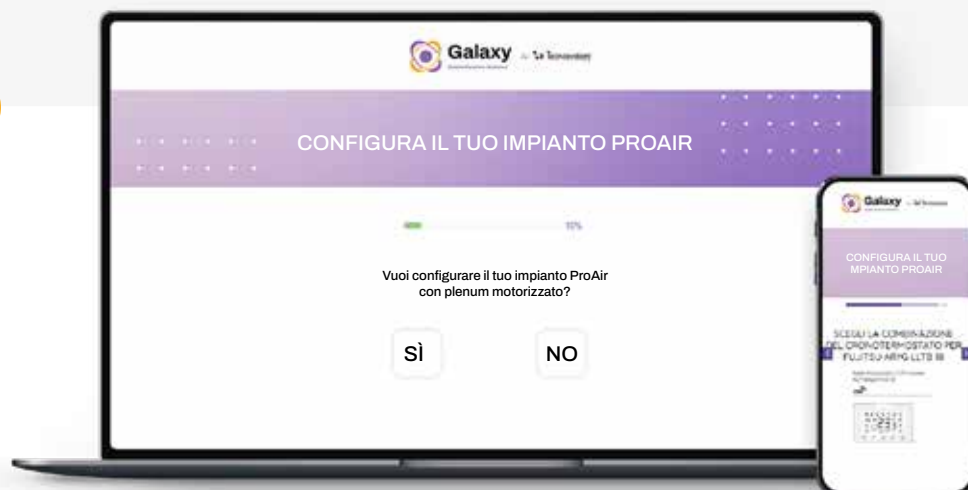 Galaxy
CONFIGURA IL TUO IMPIANTO PROAIR
10%
Vuoi configurare il tuo impianto ProAir
con plenum motorizzato?
SÌ
NO
Galaxy
CONFIGURA IL TUO
MPIANTO PROAIR
SCEGLI LA COMBINAZIONE
DEL CRONOTERMOSTATO PER
FUJITSU ARYG LLTB